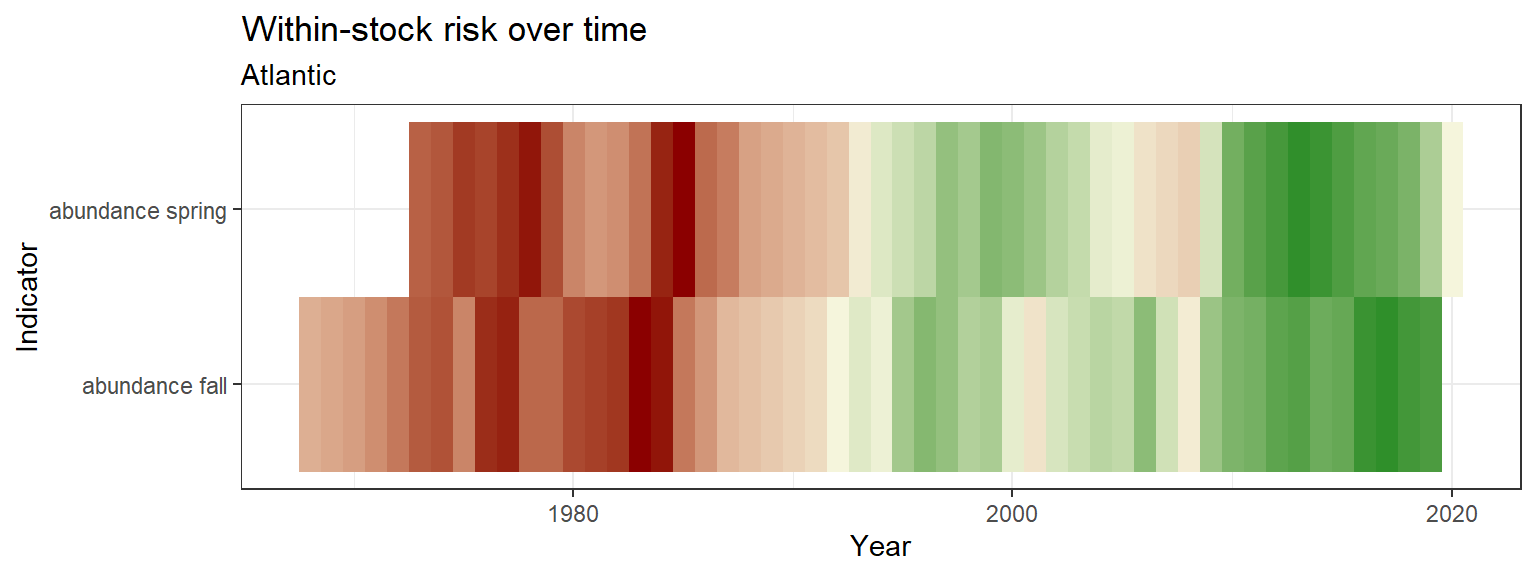 Within-stock risk over time
Atlantic
abundance spring
abundance fall
Indicator
1980
2000
2020
Year